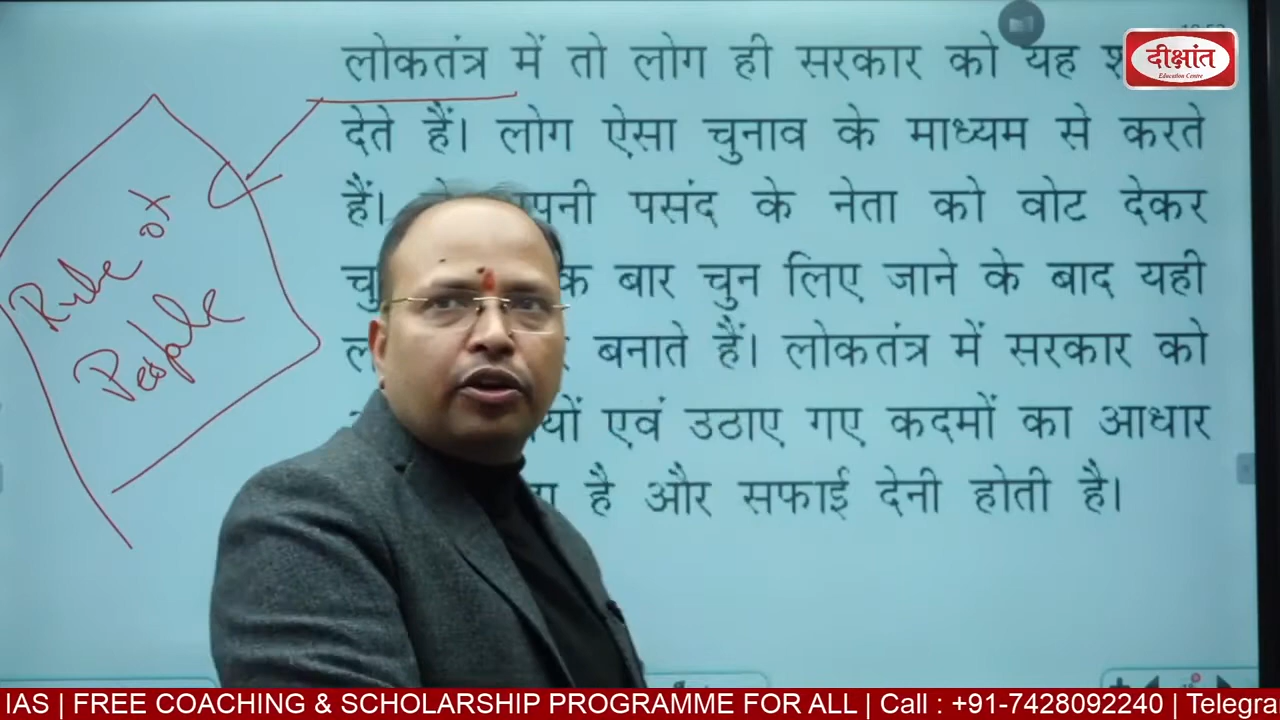 लोकतंत्र में तो लोग ही सरकार को यह
देते हैं। लोग ऐसा चुनाव के माध्यम से करते
हैं। पसंद के नेता को वोट देकर
बार चुन लिए जाने के बाद यही
बनाते हैं। लोकतंत्र में सरकार को
एवं उठाए गए कदमों का आधार
है और सफाई देनी होती है।
Rule of
People
दीक्षांत
Education Centre
IAS | FREE COACHING & SCHOLARSHIP PROGRAMME FOR ALL | Call : +91-7428092240 | Telegra